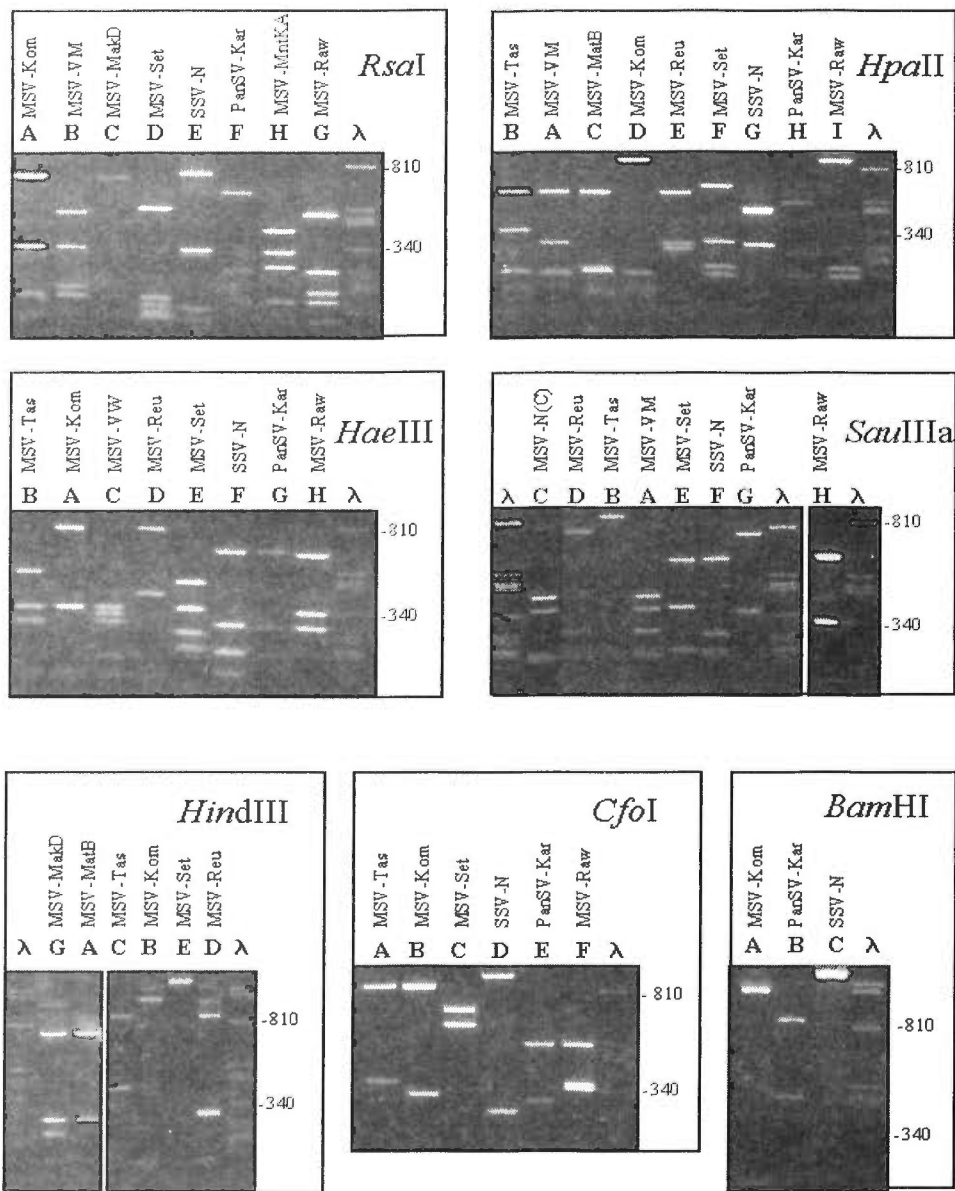 RsaI
MSV-Kom MSV-VM MSV-MakD MSV-Set SSV-N PanSV-Kar MSV-MntKA MSV-Raw
A B C D E F H G λ
-810
-340
HpaII
MSV-Tas MSV-VM MSV-MatB MSV-Kom MSV-Reu MSV-Set SSV-N PanSV-Kar MSV-Raw
B A C D E F G H I λ
-810
-340
HaeIII
MSV-Tas MSV-Kom MSV-VW MSV-Reu MSV-Set SSV-N PanSV-Kar MSV-Raw
B A C D E F G H λ
-810
-340
SauIIIa
MSV-N(C) MSV-Reu MSV-Tas MSV-VM MSV-Set SSV-N PanSV-Kar MSV-Raw
λ C D B A E F G λ H λ
-810
-340
HindIII
MSV-MakD MSV-MatB MSV-Tas MSV-Kom MSV-Set MSV-Reu
λ G A C B E D λ
-810
-340
CfoI
MSV-Tas MSV-Kom MSV-Set SSV-N PanSV-Kar MSV-Raw
A B C D E F λ
- 810
- 340
BamHI
MSV-Kom PanSV-Kar SSV-N
A B C λ
- 810
- 340